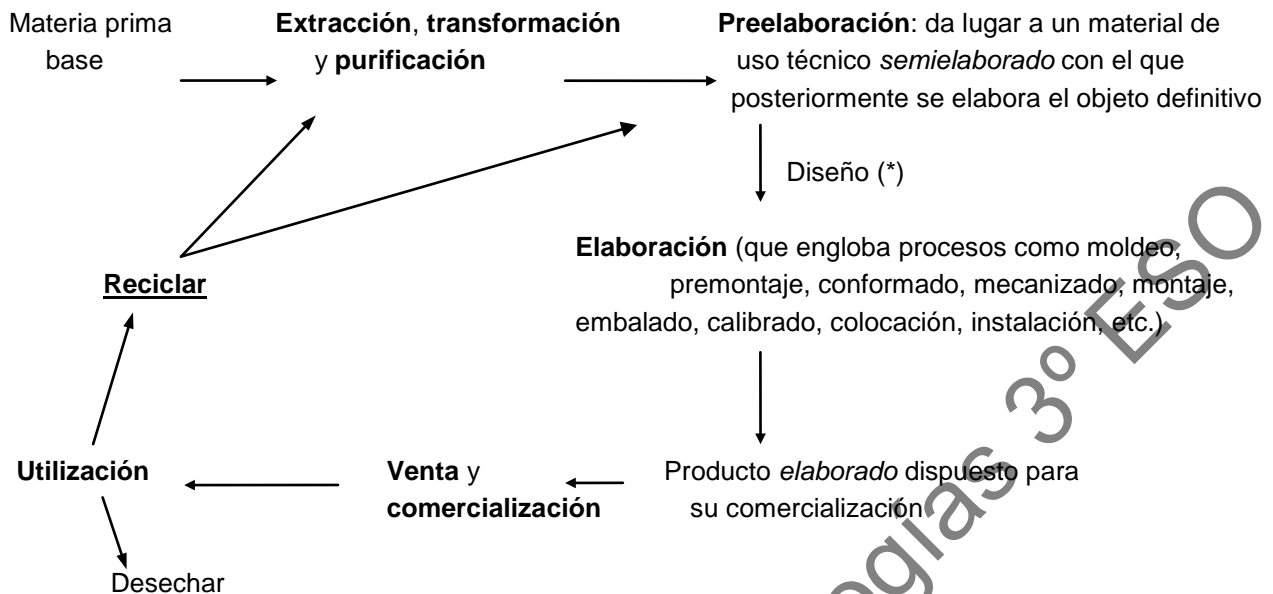 Materia prima
base
Extracción, transformación
y purificación
Preelaboración: da lugar a un material de
uso técnico semielaborado con el que
posteriormente se elabora el objeto definitivo
Diseño (*)
Elaboración (que engloba procesos como moldeo,
premontaje, conformado, mecanizado, montaje,
embalado, calibrado, colocación, instalación, etc.)
Reciclar
Utilización
Venta y
comercialización
Producto elaborado dispuesto para
su comercialización
Desechar
3º ESO